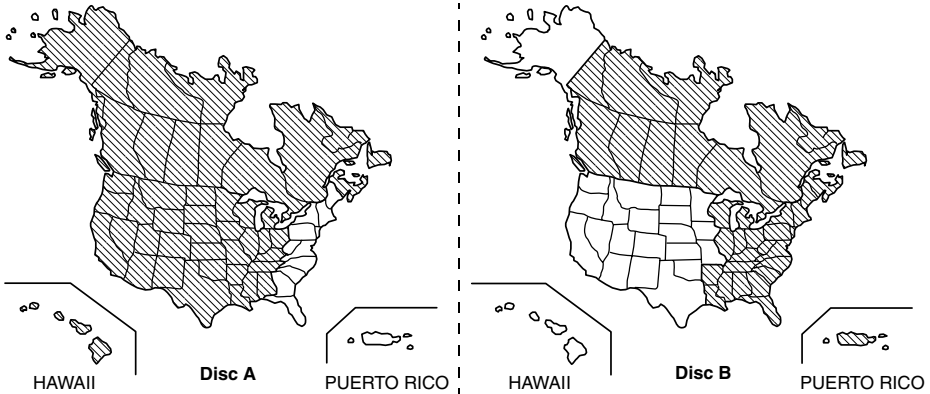 HAWAII
Disc A
PUERTO RICO
HAWAII
Disc B
PUERTO RICO